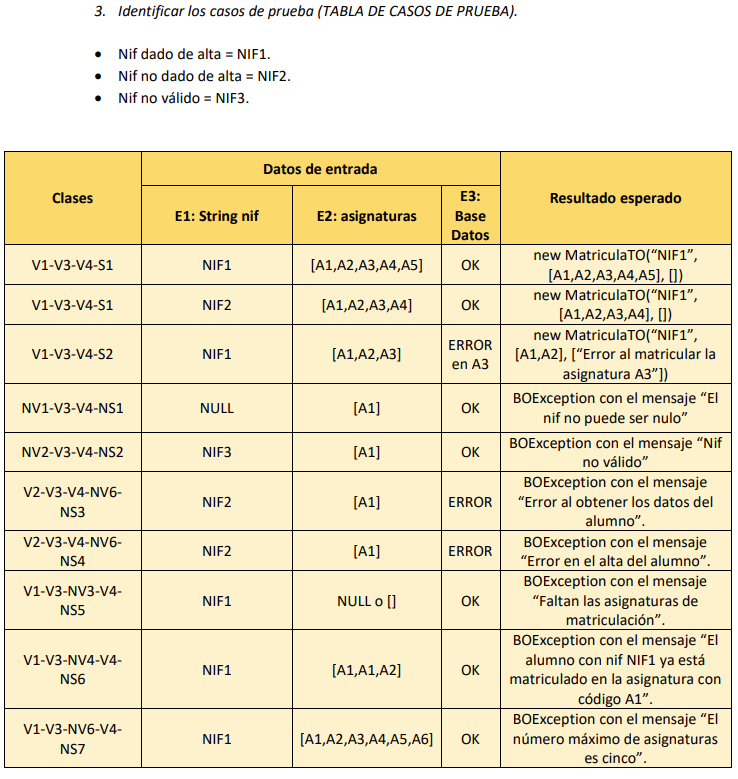 3. Identificar los casos de prueba (TABLA DE CASOS DE PRUEBA).
• Nif dado de alta = NIF1.
• Nif no dado de alta = NIF2.
• Nif no válido = NIF3.
Clases
Datos de entrada
Resultado esperado
E1: String nif
E2: asignaturas
E3:
Base
Datos
V1-V3-V4-S1
NIF1
[A1,A2,A3,A4,A5]
OK
new MatriculaTO(“NIF1”,
[A1,A2,A3,A4,A5], [])
V1-V3-V4-S1
NIF2
[A1,A2,A3,A4]
OK
new MatriculaTO(“NIF1”,
[A1,A2,A3,A4], [])
V1-V3-V4-S2
NIF1
[A1,A2,A3]
ERROR
en A3
new MatriculaTO(“NIF1”,
[A1,A2], [“Error al matricular la
asignatura A3”])
NV1-V3-V4-NS1
NULL
[A1]
OK
BOException con el mensaje “El
nif no puede ser nulo”
NV2-V3-V4-NS2
NIF3
[A1]
OK
BOException con el mensaje “Nif
no válido”
V2-V3-V4-NV6-
NS3
NIF2
[A1]
ERROR
BOException con el mensaje
“Error al obtener los datos del
alumno”.
V2-V3-V4-NV6-
NS4
NIF2
[A1]
ERROR
BOException con el mensaje
“Error en el alta del alumno”.
V1-V3-NV3-V4-
NS5
NIF1
NULL o []
OK
BOException con el mensaje
“Faltan las asignaturas de
matriculación”.
V1-V3-NV4-V4-
NS6
NIF1
[A1,A1,A2]
OK
BOException con el mensaje “El
alumno con nif NIF1 ya está
matriculado en la asignatura con
código A1”.
V1-V3-NV6-V4-
NS7
NIF1
[A1,A2,A3,A4,A5,A6]
OK
BOException con el mensaje “El
número máximo de asignaturas
es cinco”.